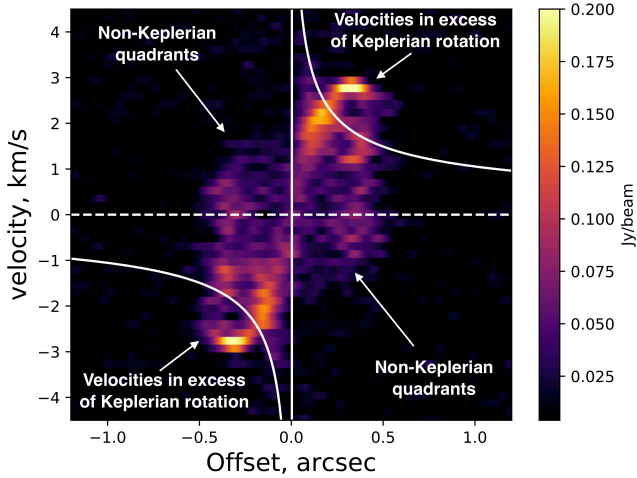 Non-Keplerian
quadrants
Velocities in excess
of Keplerian rotation
Velocities in excess
of Keplerian rotation
Non-Keplerian
quadrants
velocity, km/s
4
3
2
1
0
−1
−2
−3
−4
−1.0 −0.5 0.0 0.5 1.0
Offset, arcsec
0.200
0.175
0.150
0.125
0.100
0.075
0.050
0.025
Jy/beam